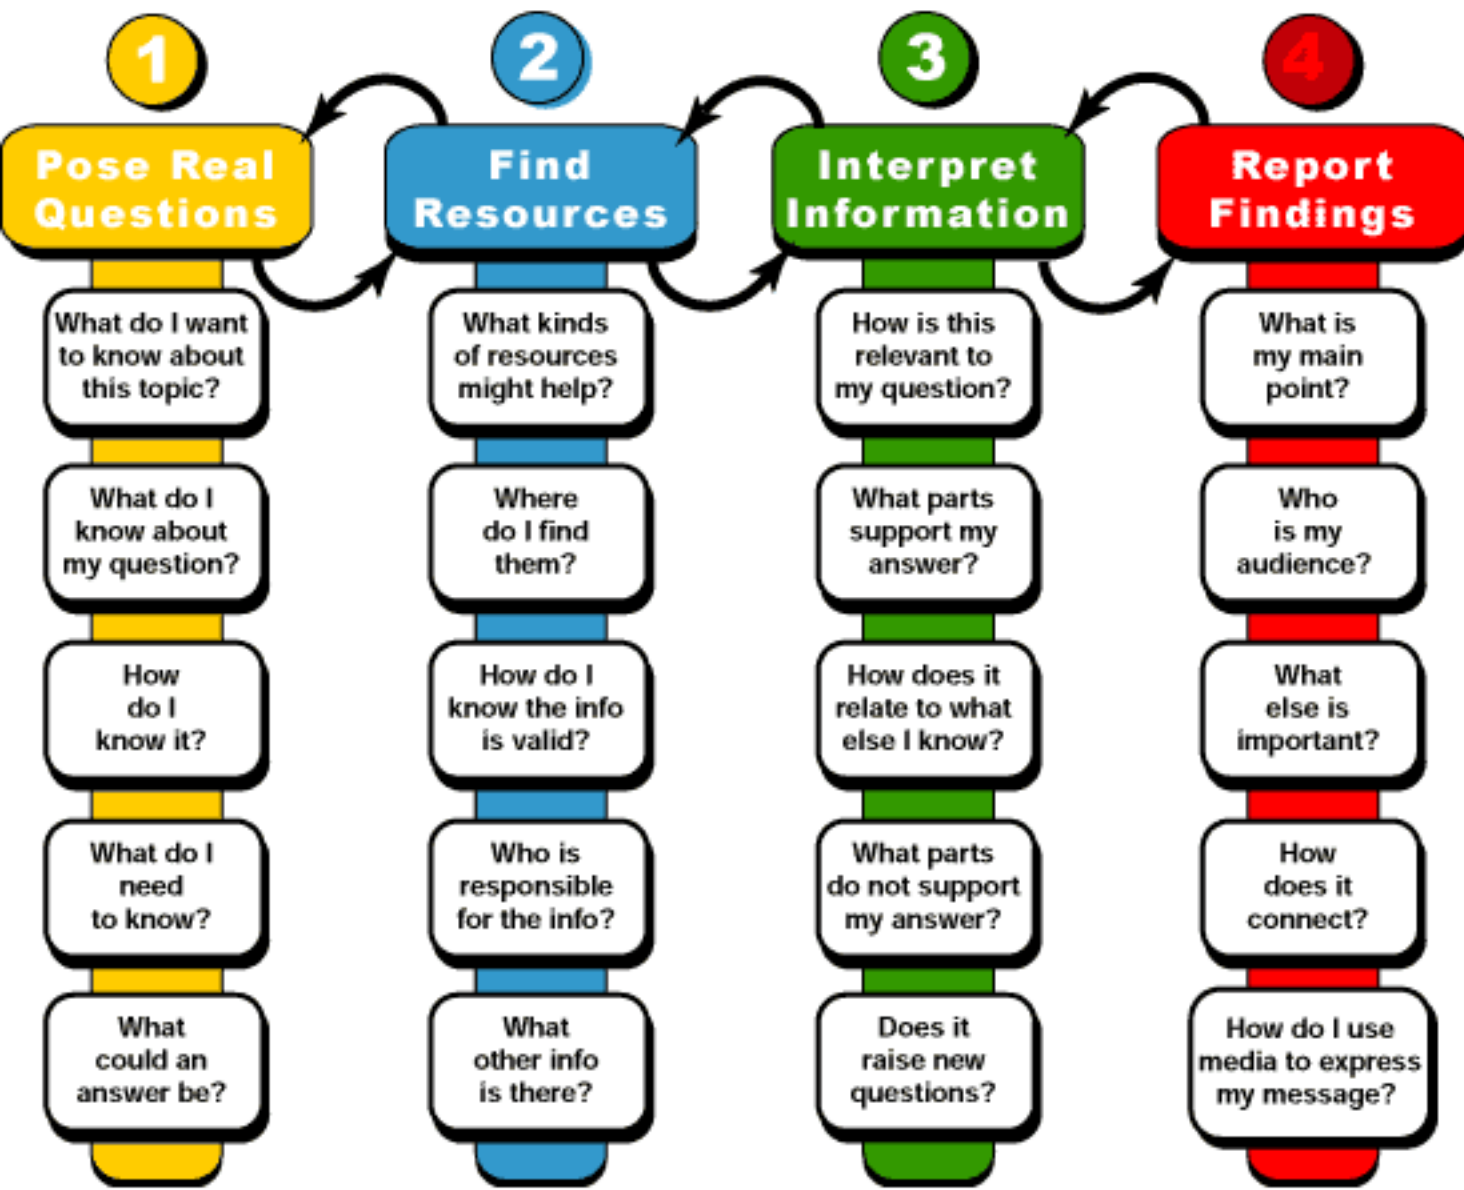 1
Pose Real
Questions
What do I want
to know about
this topic?
What do I
know about
my question?
How
do I
know it?
What do I
need
to know?
What
could an
answer be?
2
Find
Resources
What kinds
of resources
might help?
Where
do I find
them?
How do I
know the info
is valid?
Who is
responsible
for the info?
What
other info
is there?
3
Interpret
Information
How is this
relevant to
my question?
What parts
support my
answer?
How does it
relate to what
else I know?
What parts
do not support
my answer?
Does it
raise new
questions?
4
Report
Findings
What is
my main
point?
Who
is my
audience?
What
else is
important?
How
does it
connect?
How do I use
media to express
my message?